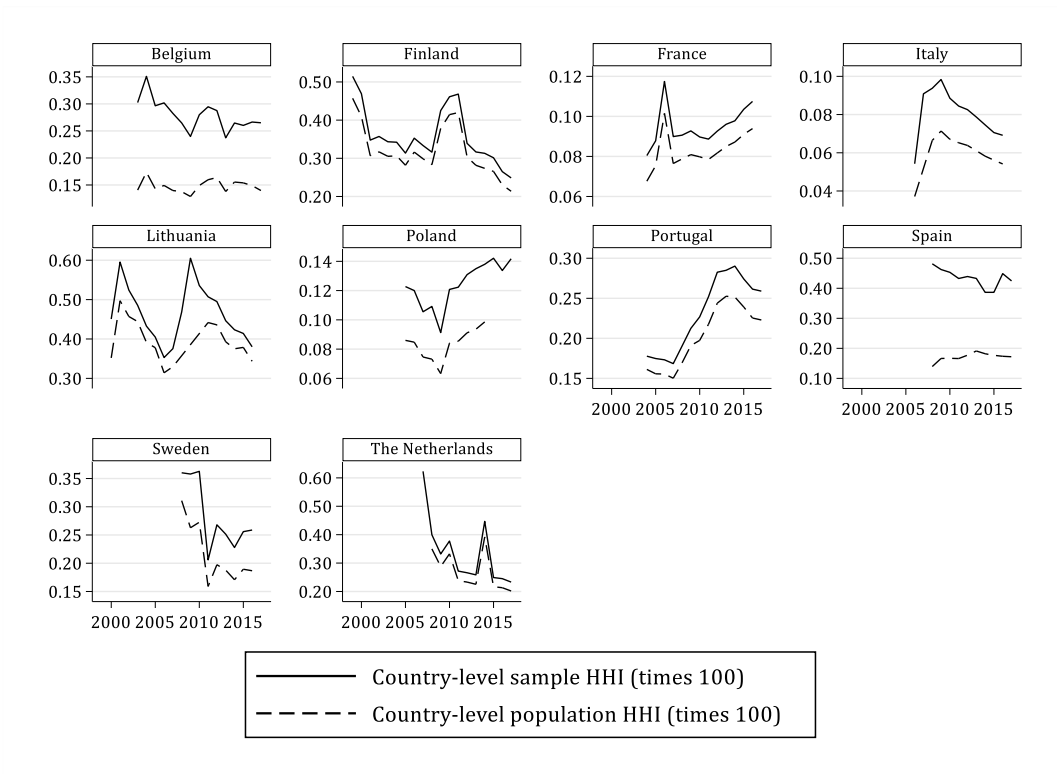 Belgium Finland France Italy
0.35 0.50 0.12 0.10
0.30 0.40 0.10 0.08
0.25 0.30 0.08 0.06
0.20 0.20 0.06 0.04
0.15
Lithuania Poland Portugal Spain
0.60 0.14 0.30 0.50
0.50 0.12 0.25 0.40
0.40 0.10 0.20 0.30
0.30 0.08 0.15 0.20
0.06 0.10
2000 2005 2010 2015 2000 2005 2010 2015
Sweden The Netherlands
0.35 0.60
0.30 0.50
0.25 0.40
0.20 0.30
0.15 0.20
2000 2005 2010 2015 2000 2005 2010 2015
Country-level sample HHI (times 100)
Country-level population HHI (times 100)